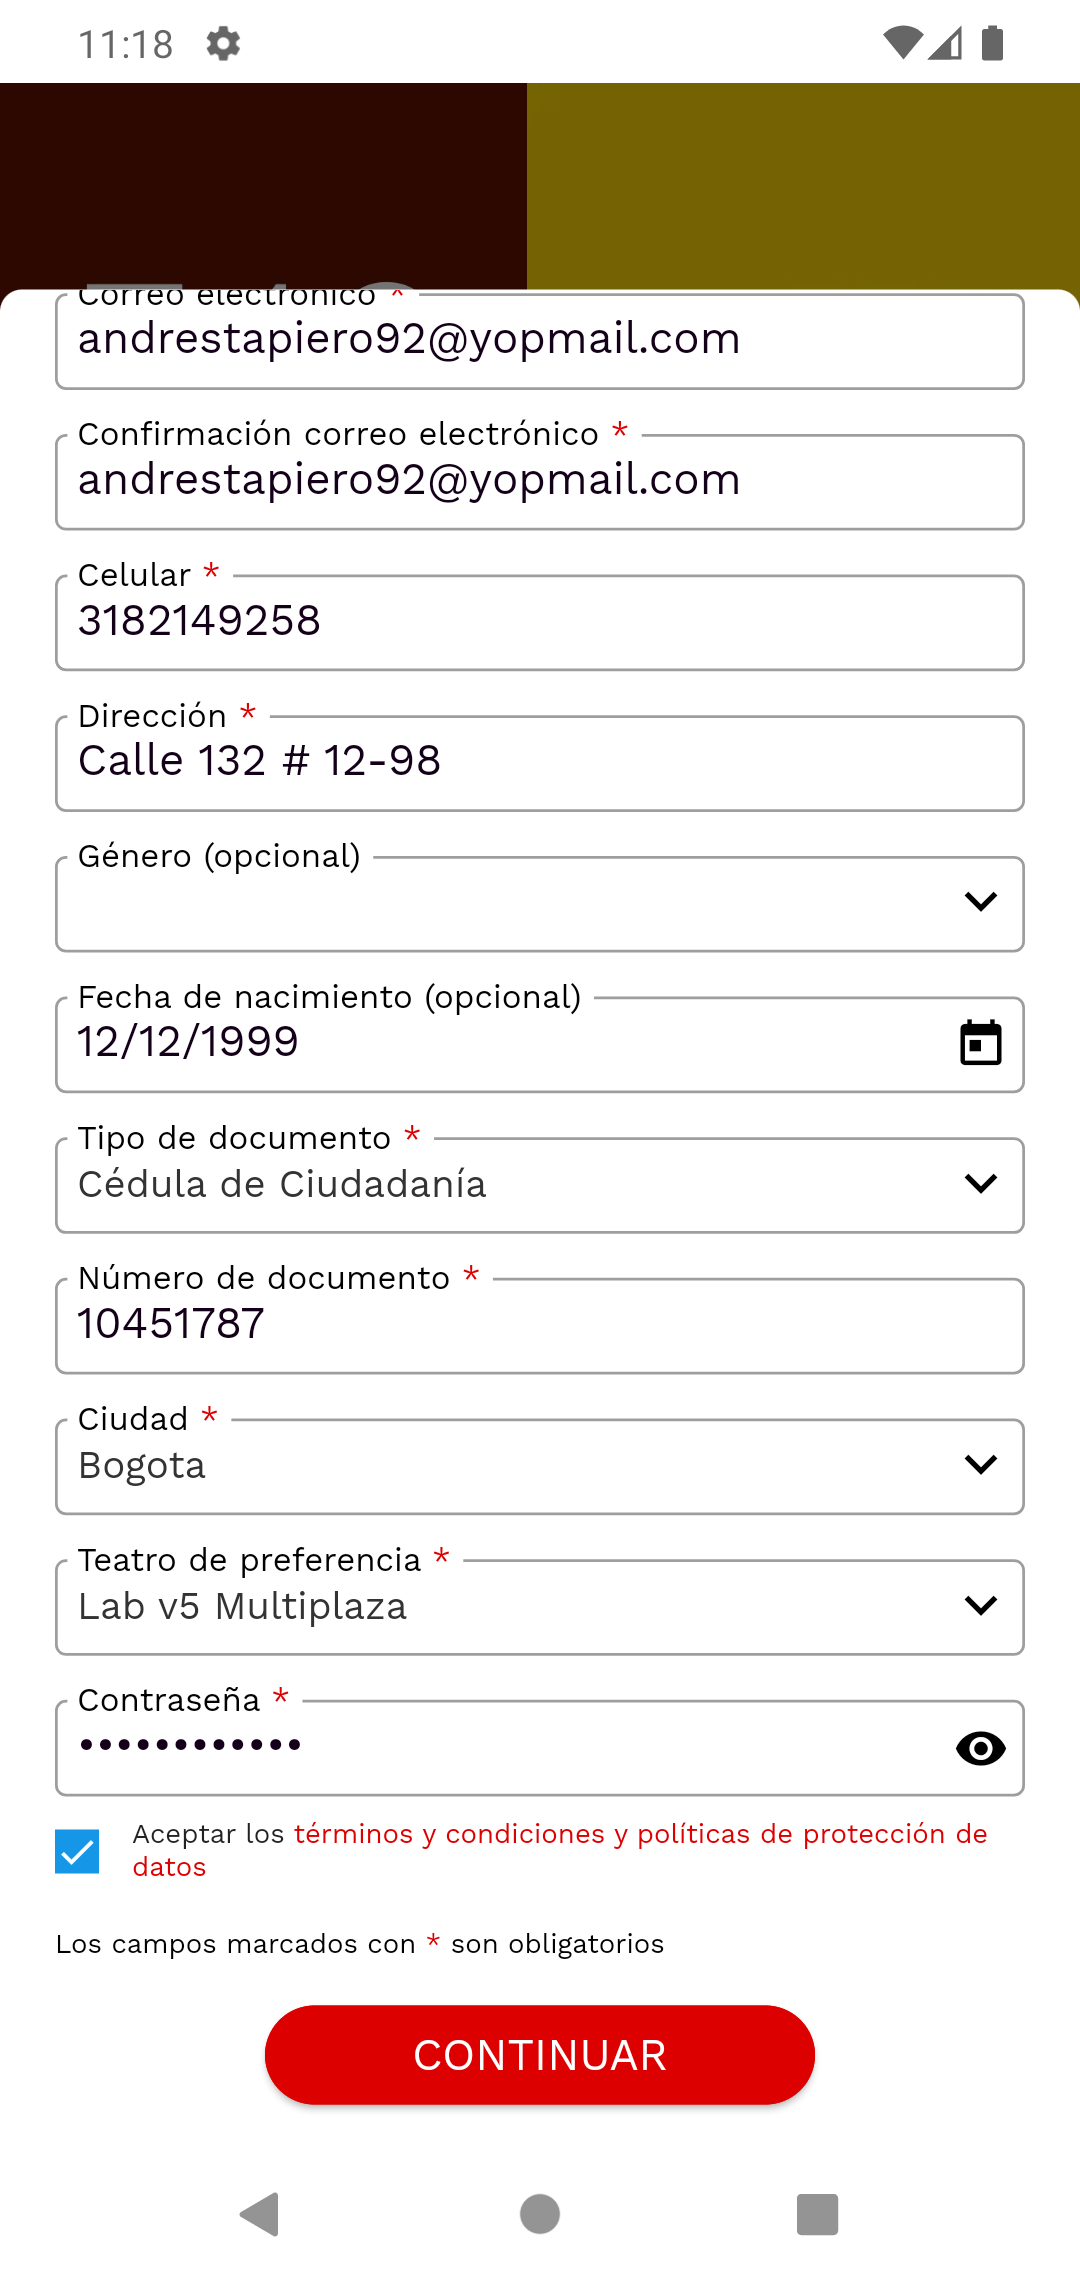 11:18
Correo electrónico *
andrestapiero92@yopmail.com
Confirmación correo electrónico *
andrestapiero92@yopmail.com
Celular *
3182149258
Dirección *
Calle 132 # 12-98
Género (opcional)
Fecha de nacimiento (opcional)
12/12/1999
Tipo de documento *
Cédula de Ciudadanía
Número de documento *
10451787
Ciudad *
Bogota
Teatro de preferencia *
Lab v5 Multiplaza
Contraseña *
••••••••••••
Aceptar los términos y condiciones y políticas de protección de
datos
Los campos marcados con * son obligatorios
CONTINUAR